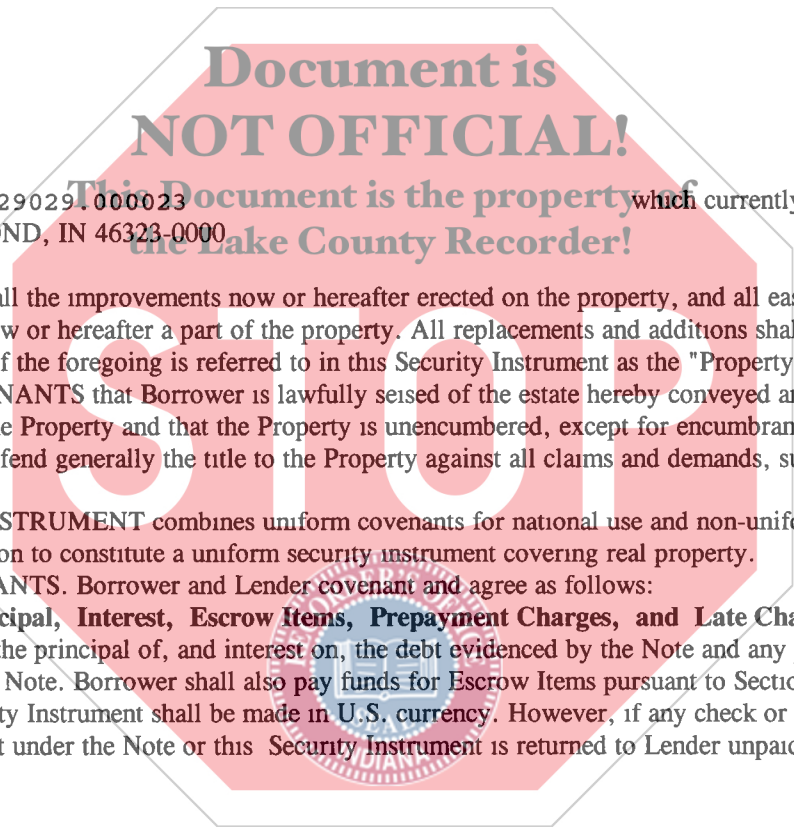 Document is
NOT OFFICIAL!
This Document is the property of
the Lake County Recorder!
29029.000023 which currently
OND, IN 46323-0000
all the improvements now or hereafter erected on the property, and all eas
w or hereafter a part of the property. All replacements and additions shal
f the foregoing is referred to in this Security Instrument as the "Property
NANTS that Borrower is lawfully seised of the estate hereby conveyed a
e Property and that the Property is unencumbered, except for encumbran
fend generally the title to the Property against all claims and demands, su
STRUMENT combines uniform covenants for national use and non-unifo
on to constitute a uniform security instrument covering real property.
ANTS. Borrower and Lender covenant and agree as follows:
cipal, Interest, Escrow Items, Prepayment Charges, and Late Cha
the principal of, and interest on, the debt evidenced by the Note and any
Note. Borrower shall also pay funds for Escrow Items pursuant to Sectio
ty Instrument shall be made in U.S. currency. However, if any check or
t under the Note or this Security Instrument is returned to Lender unpaid
STOP
RECORDER'S OFFICE
SEAL
INDIANA